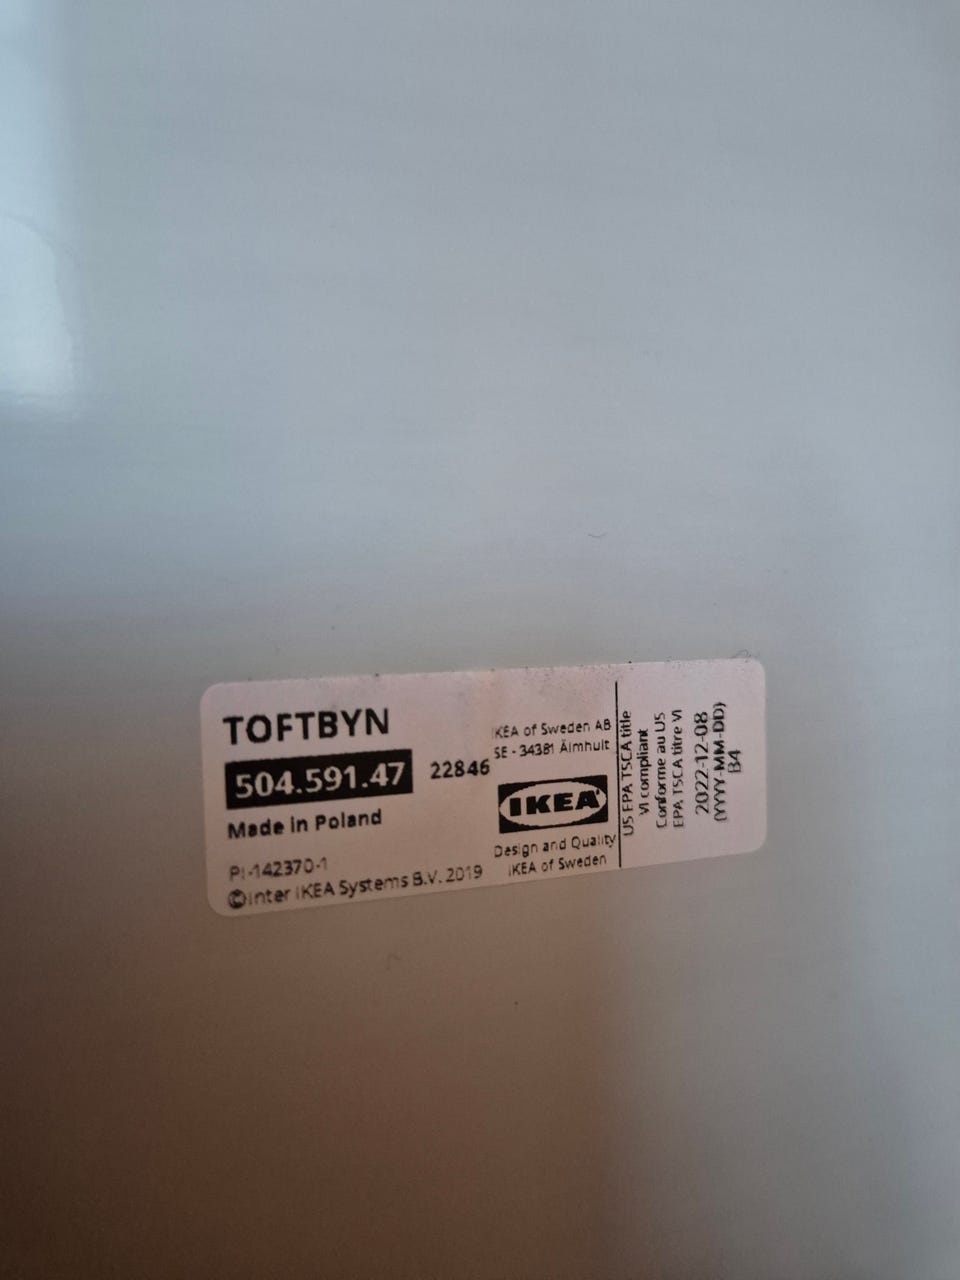 TOFTBYN
504.591.47
22846
Made in Poland
PI-142370-1
©Inter IKEA Systems B.V. 2019
IKEA of Sweden AB
SE - 34381 Älmhult
IKEA
Design and Quality
IKEA of Sweden
US EPA TSCA title
VI compliant
Conforme au US
EPA TSCA titre VI
2022-12-08
(YYYY-MM-DD)
B4